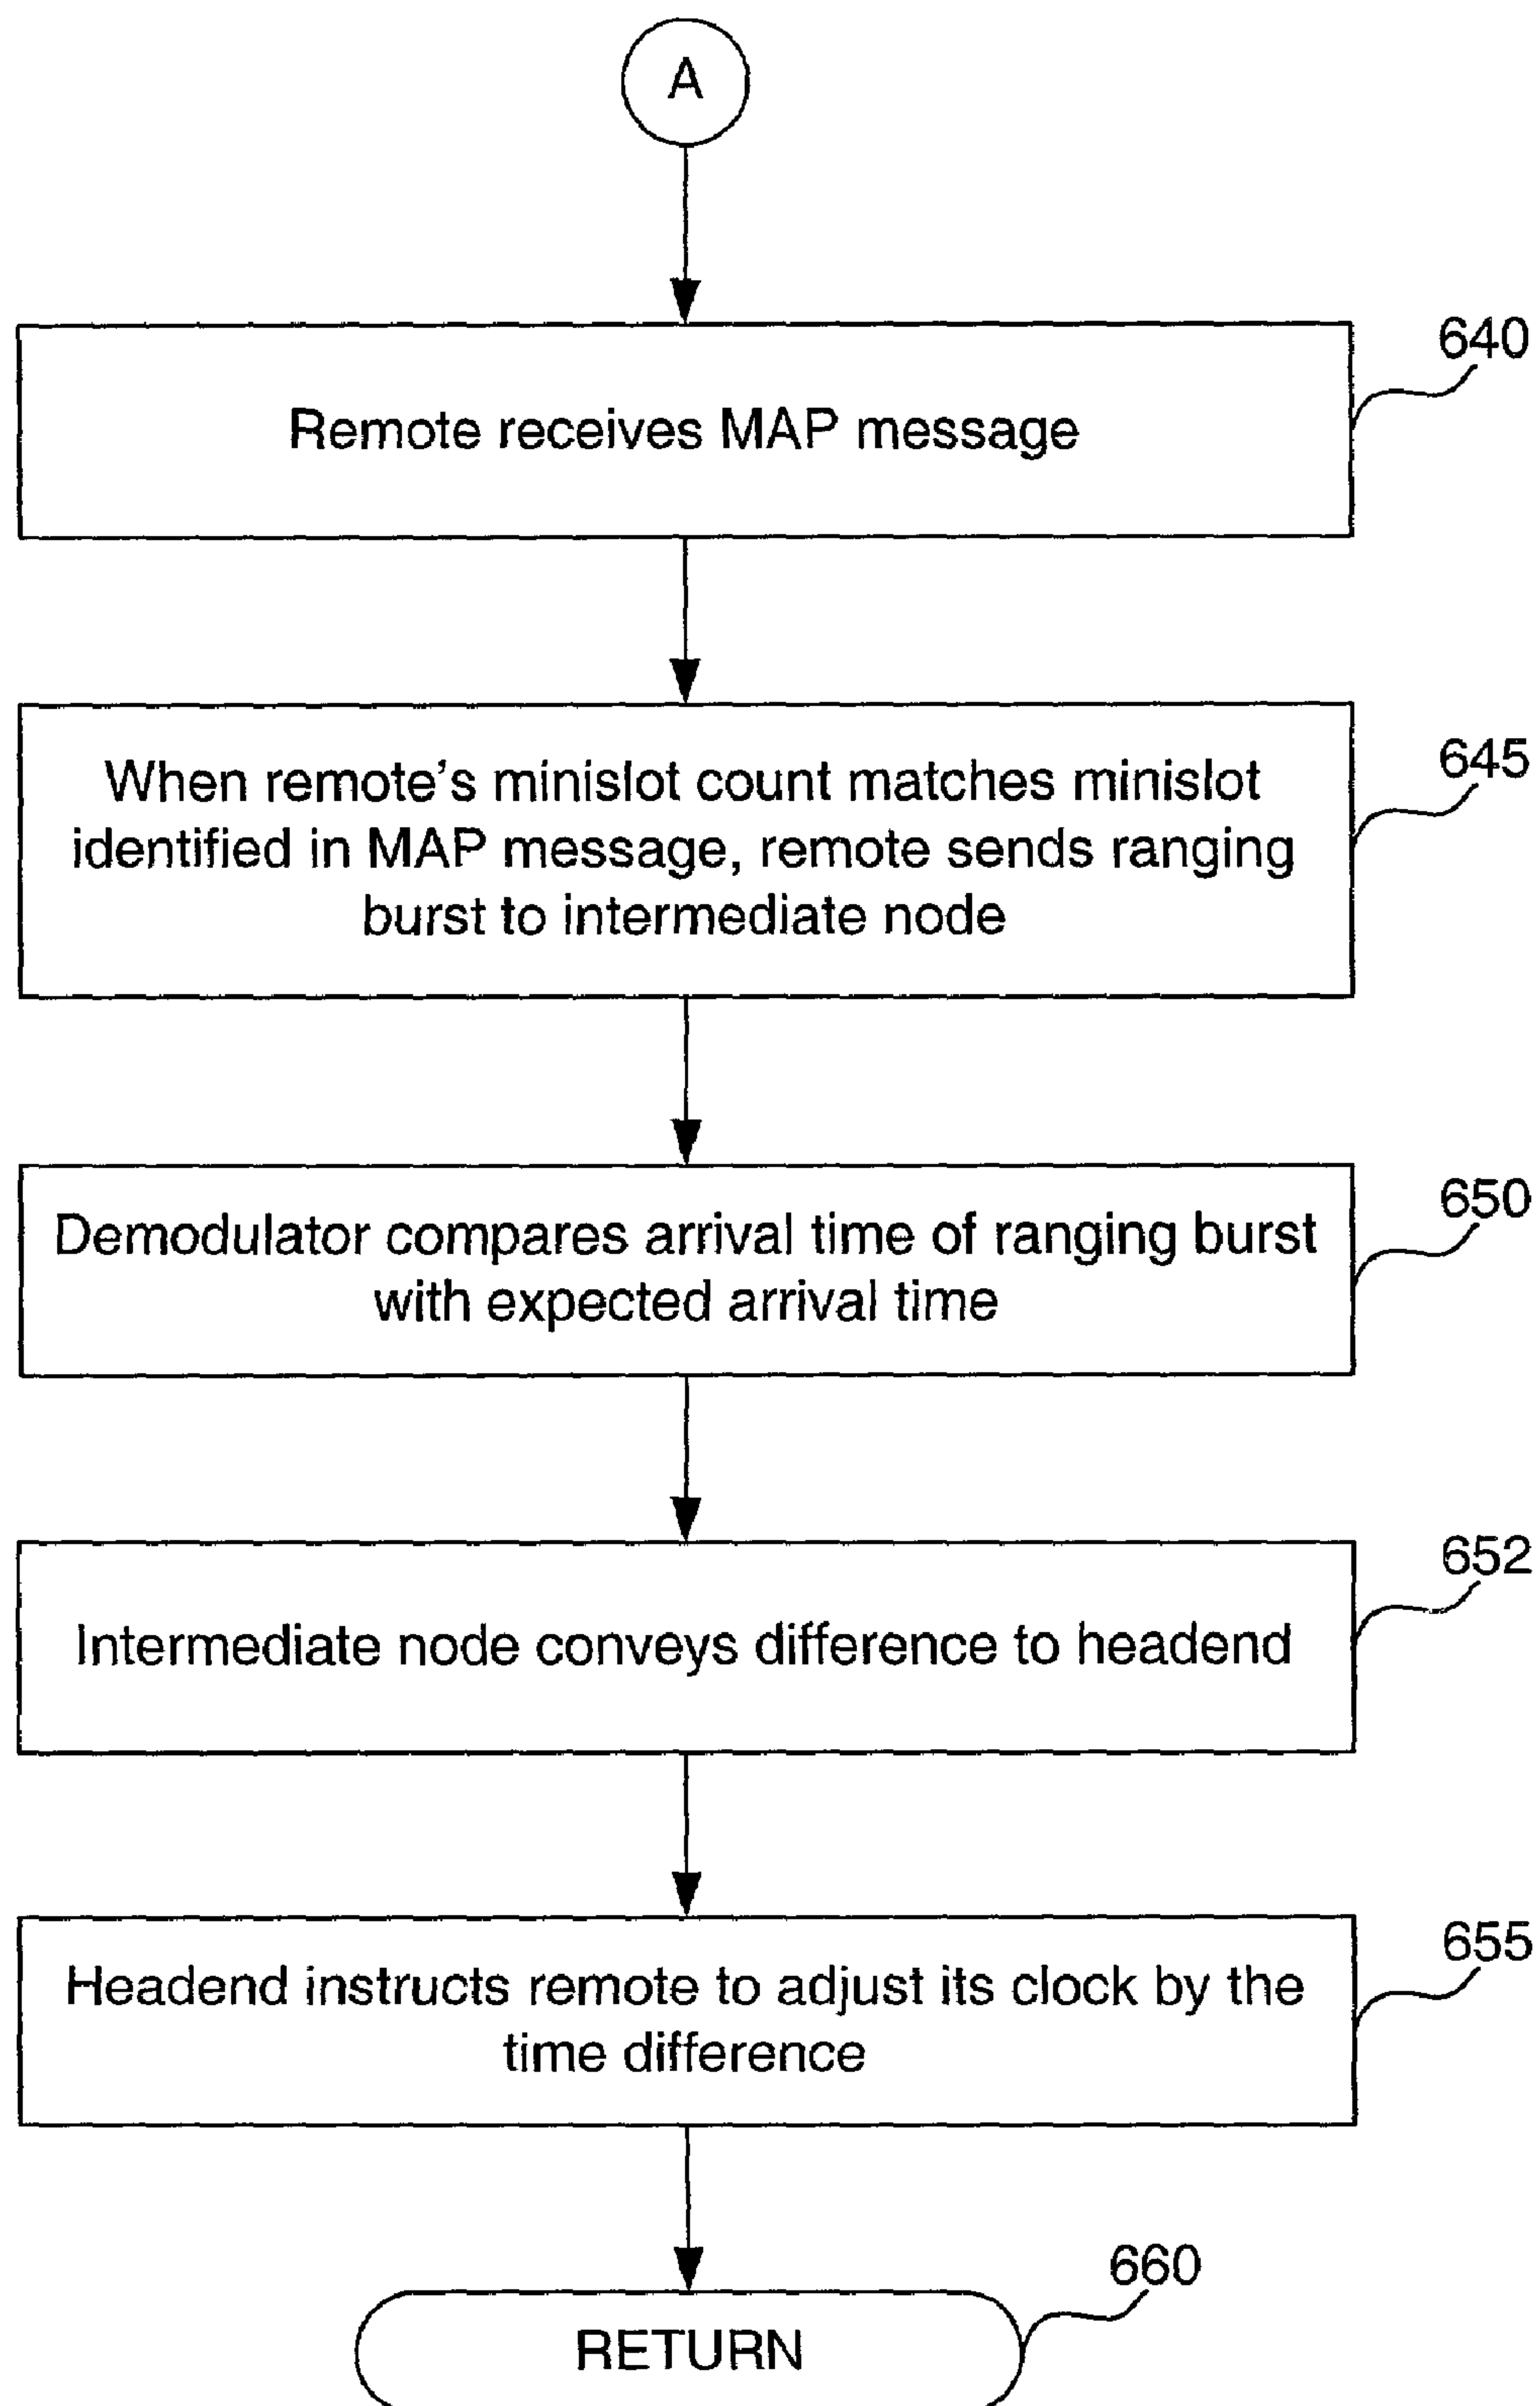 A
640
Remote receives MAP message
645
When remote's minislot count matches minislot
identified in MAP message, remote sends ranging
burst to intermediate node
650
Demodulator compares arrival time of ranging burst
with expected arrival time
652
Intermediate node conveys difference to headend
655
Headend instructs remote to adjust its clock by the
time difference
660
RETURN